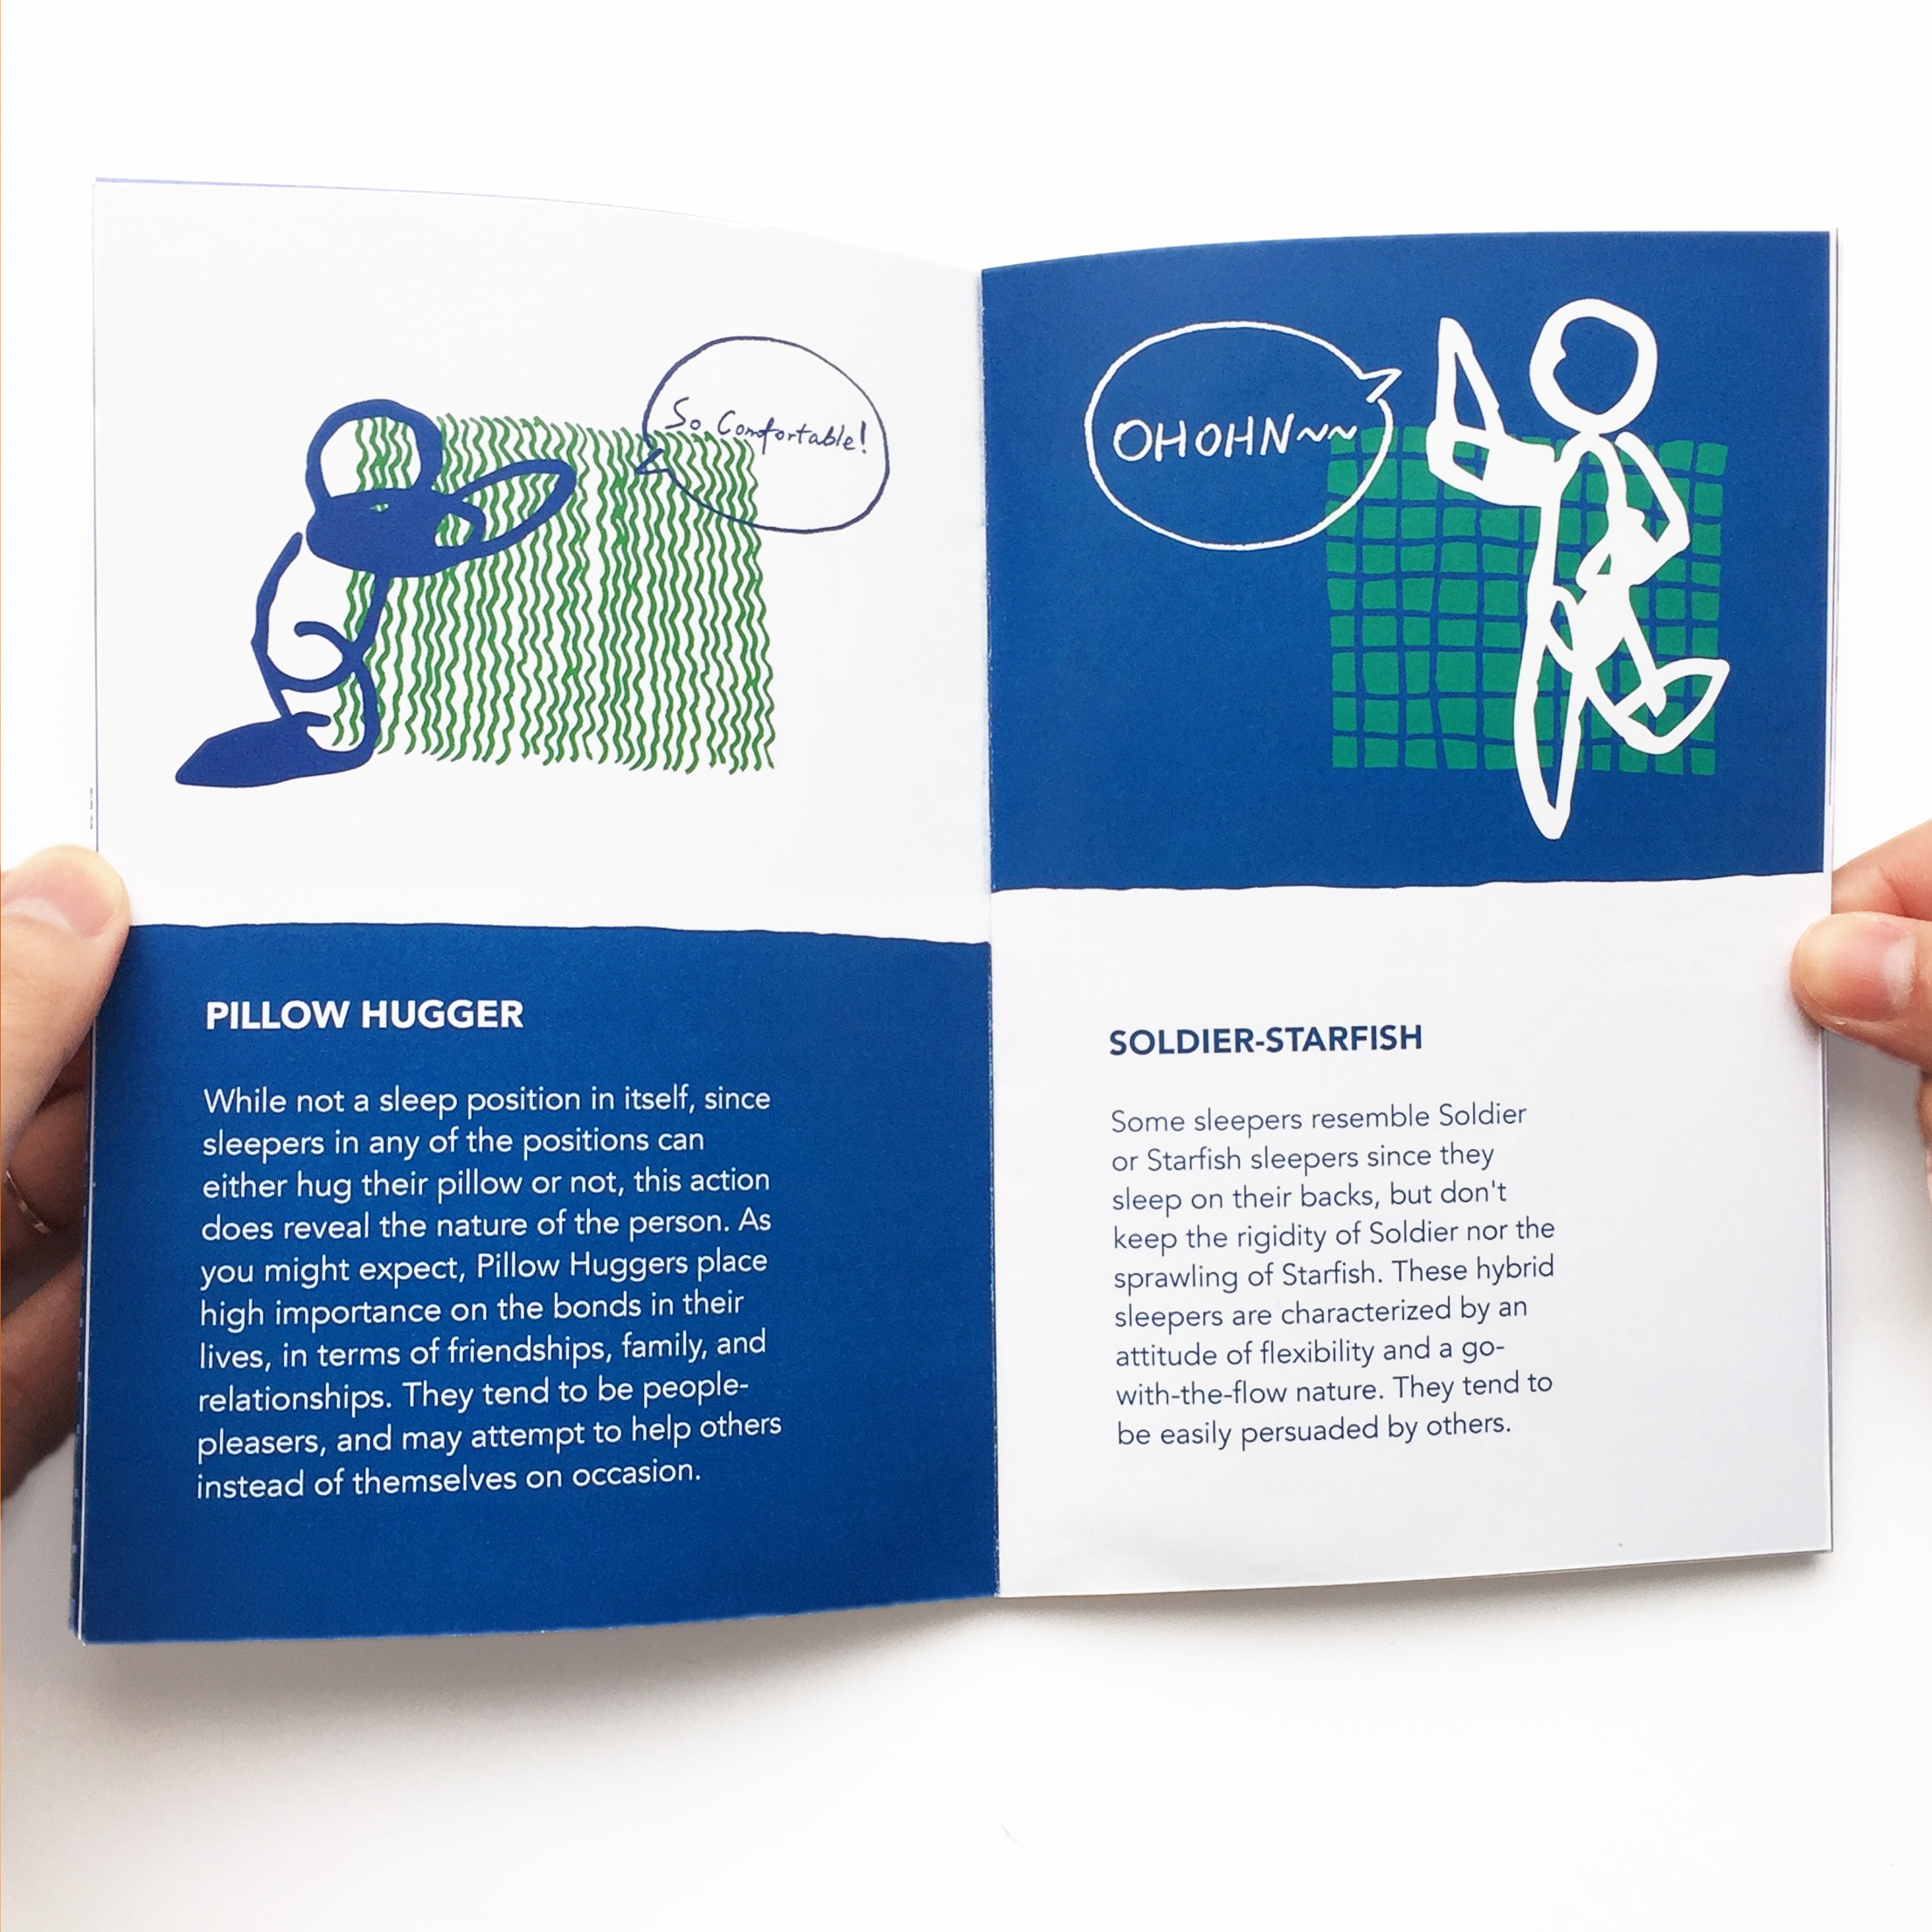 So Comfortable!
PILLOW HUGGER
While not a sleep position in itself, since
sleepers in any of the positions can
either hug their pillow or not, this action
does reveal the nature of the person. As
you might expect, Pillow Huggers place
high importance on the bonds in their
lives, in terms of friendships, family, and
relationships. They tend to be people-
pleasers, and may attempt to help others
instead of themselves on occasion.
OHOHN~~
SOLDIER-STARFISH
Some sleepers resemble Soldier
or Starfish sleepers since they
sleep on their backs, but don't
keep the rigidity of Soldier nor the
sprawling of Starfish. These hybrid
sleepers are characterized by an
attitude of flexibility and a go-
with-the-flow nature. They tend to
be easily persuaded by others.